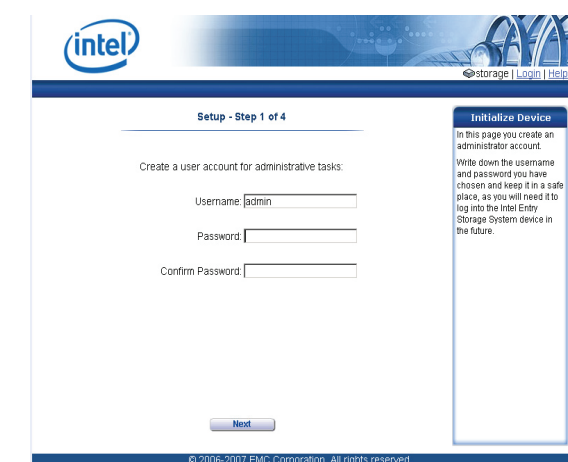 intel
storage | Login | Help
Setup - Step 1 of 4
Create a user account for administrative tasks:
Username: admin
Password:
Confirm Password:
Next
Initialize Device
In this page you create an
administrator account.
Write down the username
and password you have
chosen and keep it in a safe
place, as you will need it to
log into the Intel Entry
Storage System device in
the future.
© 2006-2007 EMC Corporation. All rights reserved.